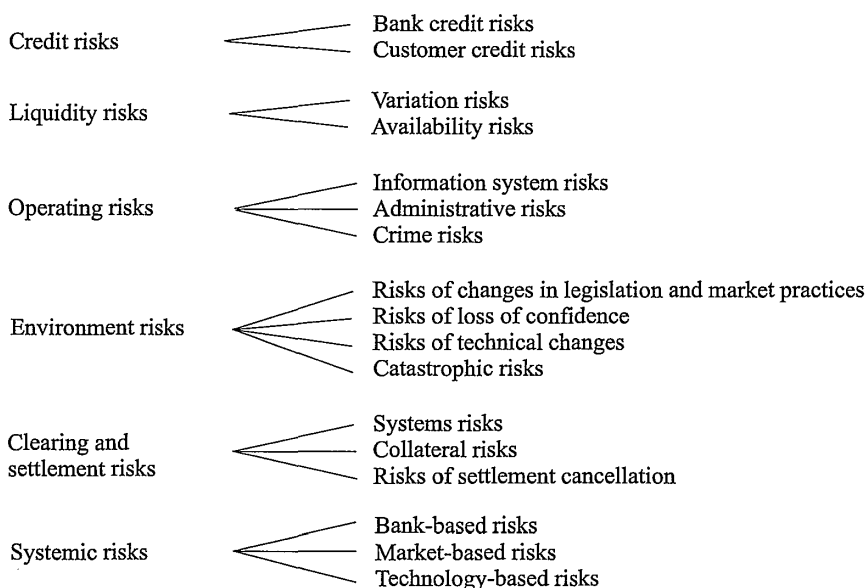 Credit risks
Bank credit risks
Customer credit risks
Liquidity risks
Variation risks
Availability risks
Operating risks
Information system risks
Administrative risks
Crime risks
Environment risks
Risks of changes in legislation and market practices
Risks of loss of confidence
Risks of technical changes
Catastrophic risks
Clearing and
settlement risks
Systems risks
Collateral risks
Risks of settlement cancellation
Systemic risks
Bank-based risks
Market-based risks
Technology-based risks